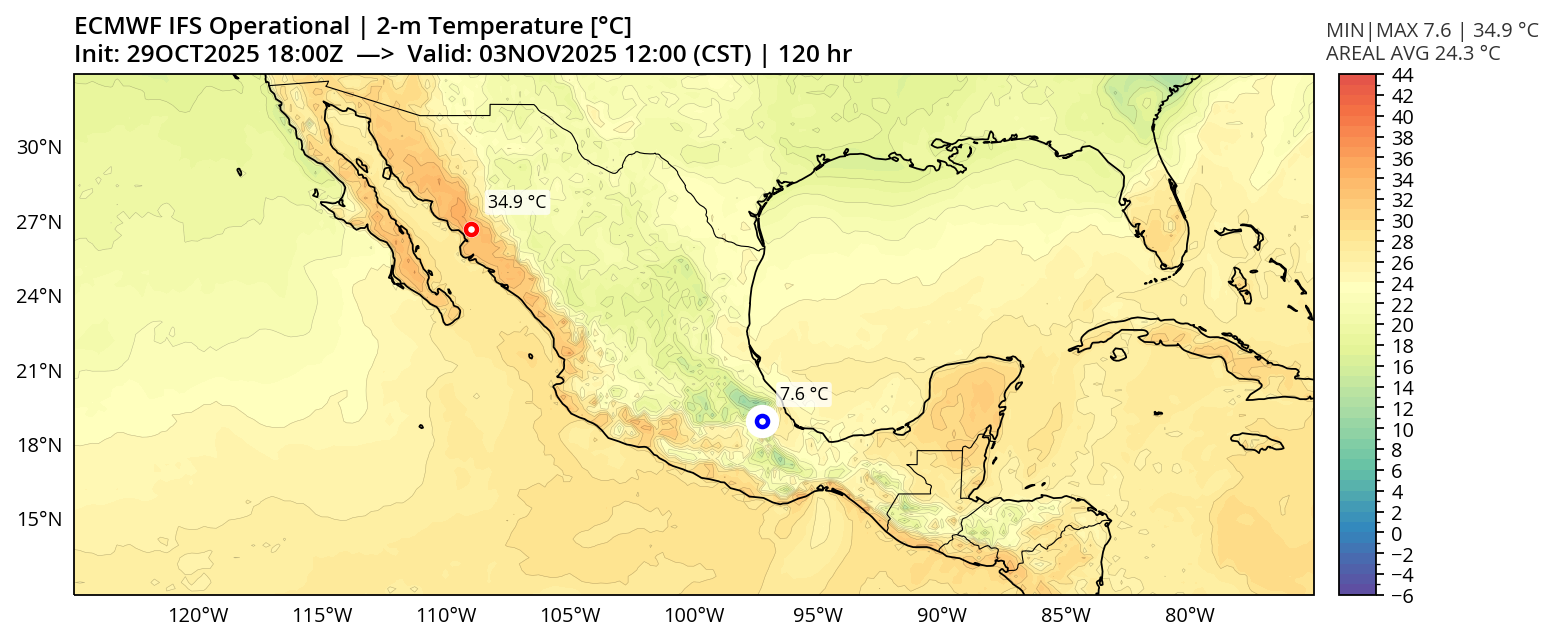 ECMWF IFS Operational | 2-m Temperature [°C]
Init: 29OCT2025 18:00Z —> Valid: 03NOV2025 12:00 (CST) | 120 hr
MIN|MAX 7.6 | 34.9 °C
AREAL AVG 24.3 °C
30°N
27°N
24°N
21°N
18°N
15°N
34.9 °C
7.6 °C
120°W
115°W
110°W
105°W
100°W
95°W
90°W
85°W
80°W
44
42
40
38
36
34
32
30
28
26
24
22
20
18
16
14
12
10
8
6
4
2
0
−2
−4
−6